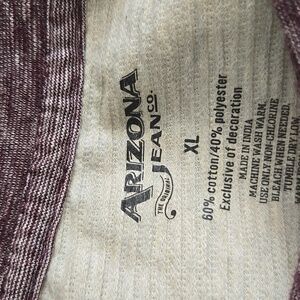 ARIZONA
JEAN CO.
THE ORIGINAL
XL
60% cotton/40% polyester
Exclusive of decoration
MADE IN INDIA
MACHINE WASH WARM,
USE ONLY NON-CHLORINE
BLEACH WHEN NEEDED,
TUMBLE DRY LOW